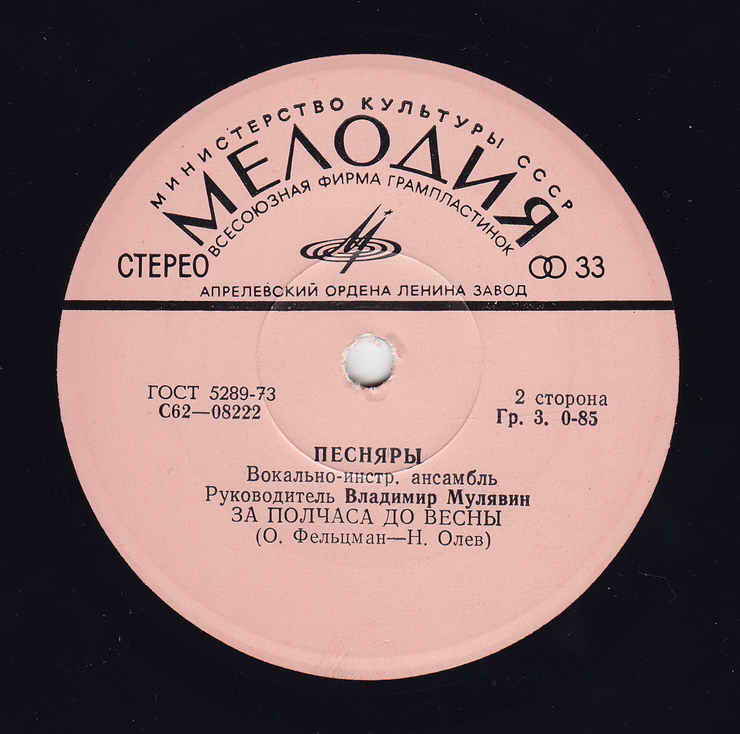 МИНИСТЕРСТВО КУЛЬТУРЫ СССР
МЕЛОДИЯ
ВСЕСОЮЗНАЯ ФИРМА ГРАМПЛАСТИНОК
СТЕРЕО
33
АПРЕЛЕВСКИЙ ОРДЕНА ЛЕНИНА ЗАВОД
ГОСТ 5289-73
С62—08222
2 сторона
Гр. 3. 0-85
ПЕСНЯРЫ
Вокально-инстр. ансамбль
Руководитель Владимир Мулявин
ЗА ПОЛЧАСА ДО ВЕСНЫ
(О. Фельцман—Н. Олев)